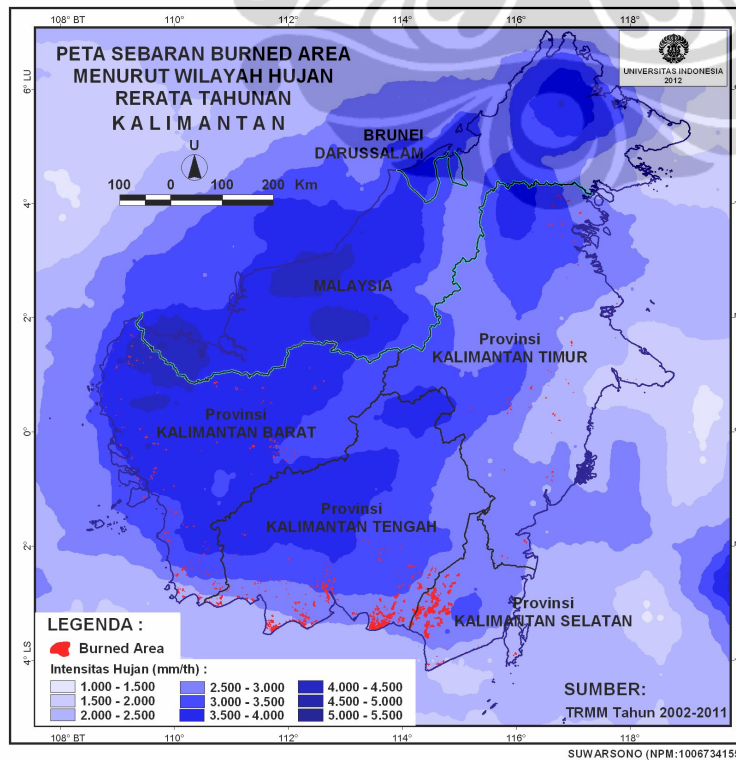 108° BT
110°
112°
114°
116°
118°
PETA SEBARAN BURNED AREA
MENURUT WILAYAH HUJAN
RERATA TAHUNAN
KALIMANTAN
UNIVERSITAS INDONESIA
2012
6° LU
BRUNEI
DARUSSALAM
U
100 0 100 200 Km
4°
MALAYSIA
2°
Provinsi
KALIMANTAN TIMUR
Provinsi
KALIMANTAN BARAT
0°
Provinsi
KALIMANTAN TENGAH
2°
Provinsi
KALIMANTAN SELATAN
4° LS
LEGENDA :
Burned Area
Intensitas Hujan (mm/th) :
1.000 - 1.500
1.500 - 2.000
2.000 - 2.500
2.500 - 3.000
3.000 - 3.500
3.500 - 4.000
4.000 - 4.500
4.500 - 5.000
5.000 - 5.500
SUMBER:
TRMM Tahun 2002-2011
108° BT
110°
112°
114°
116°
118°
SUWARSONO (NPM:1006734155